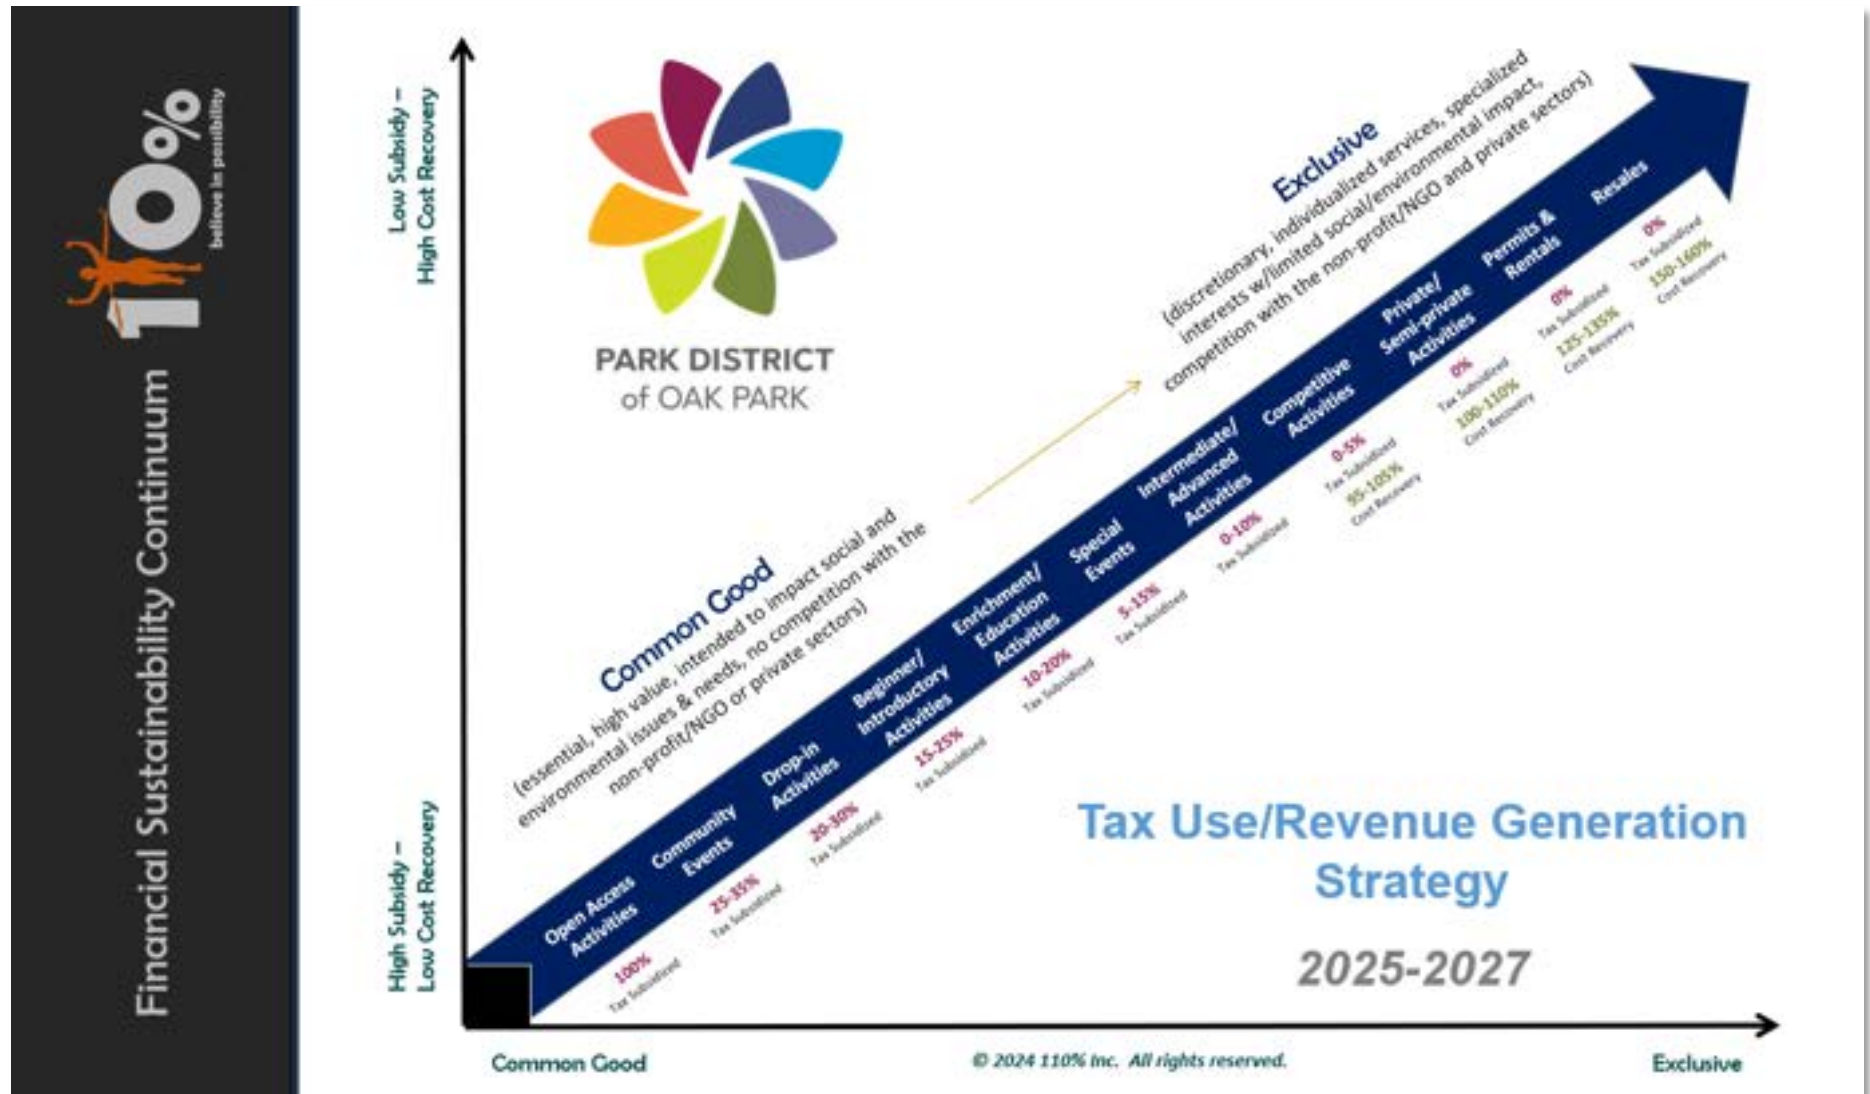 Financial Sustainability Continuum
110%
believe in possibility
Low Subsidy –
High Cost Recovery
High Subsidy –
Low Cost Recovery
PARK DISTRICT
of OAK PARK
Common Good
(essential, high value, intended to impact social and
environmental issues & needs, no competition with the
non-profit/NGO or private sectors)
Exclusive
(discretionary, individualized services, specialized
interests w/limited social/environmental impact,
competition with the non-profit/NGO and private sectors)
Open Access
Activities
100%
Tax Subsidized
Community
Events
25-35%
Tax Subsidized
Drop-in
Activities
20-30%
Tax Subsidized
Beginner/
Introductory
Activities
15-25%
Tax Subsidized
Enrichment/
Education
Activities
10-20%
Tax Subsidized
Special
Events
5-15%
Tax Subsidized
Intermediate/
Advanced
Activities
0-10%
Tax Subsidized
Competitive
Activities
0-5%
Tax Subsidized
95-105%
Cost Recovery
Private/
Semi-private
Activities
0%
Tax Subsidized
100-110%
Cost Recovery
Permits &
Rentals
0%
Tax Subsidized
125-135%
Cost Recovery
Resales
0%
Tax Subsidized
150-160%
Cost Recovery
Tax Use/Revenue Generation
Strategy
2025-2027
Common Good
© 2024 110% Inc. All rights reserved.
Exclusive